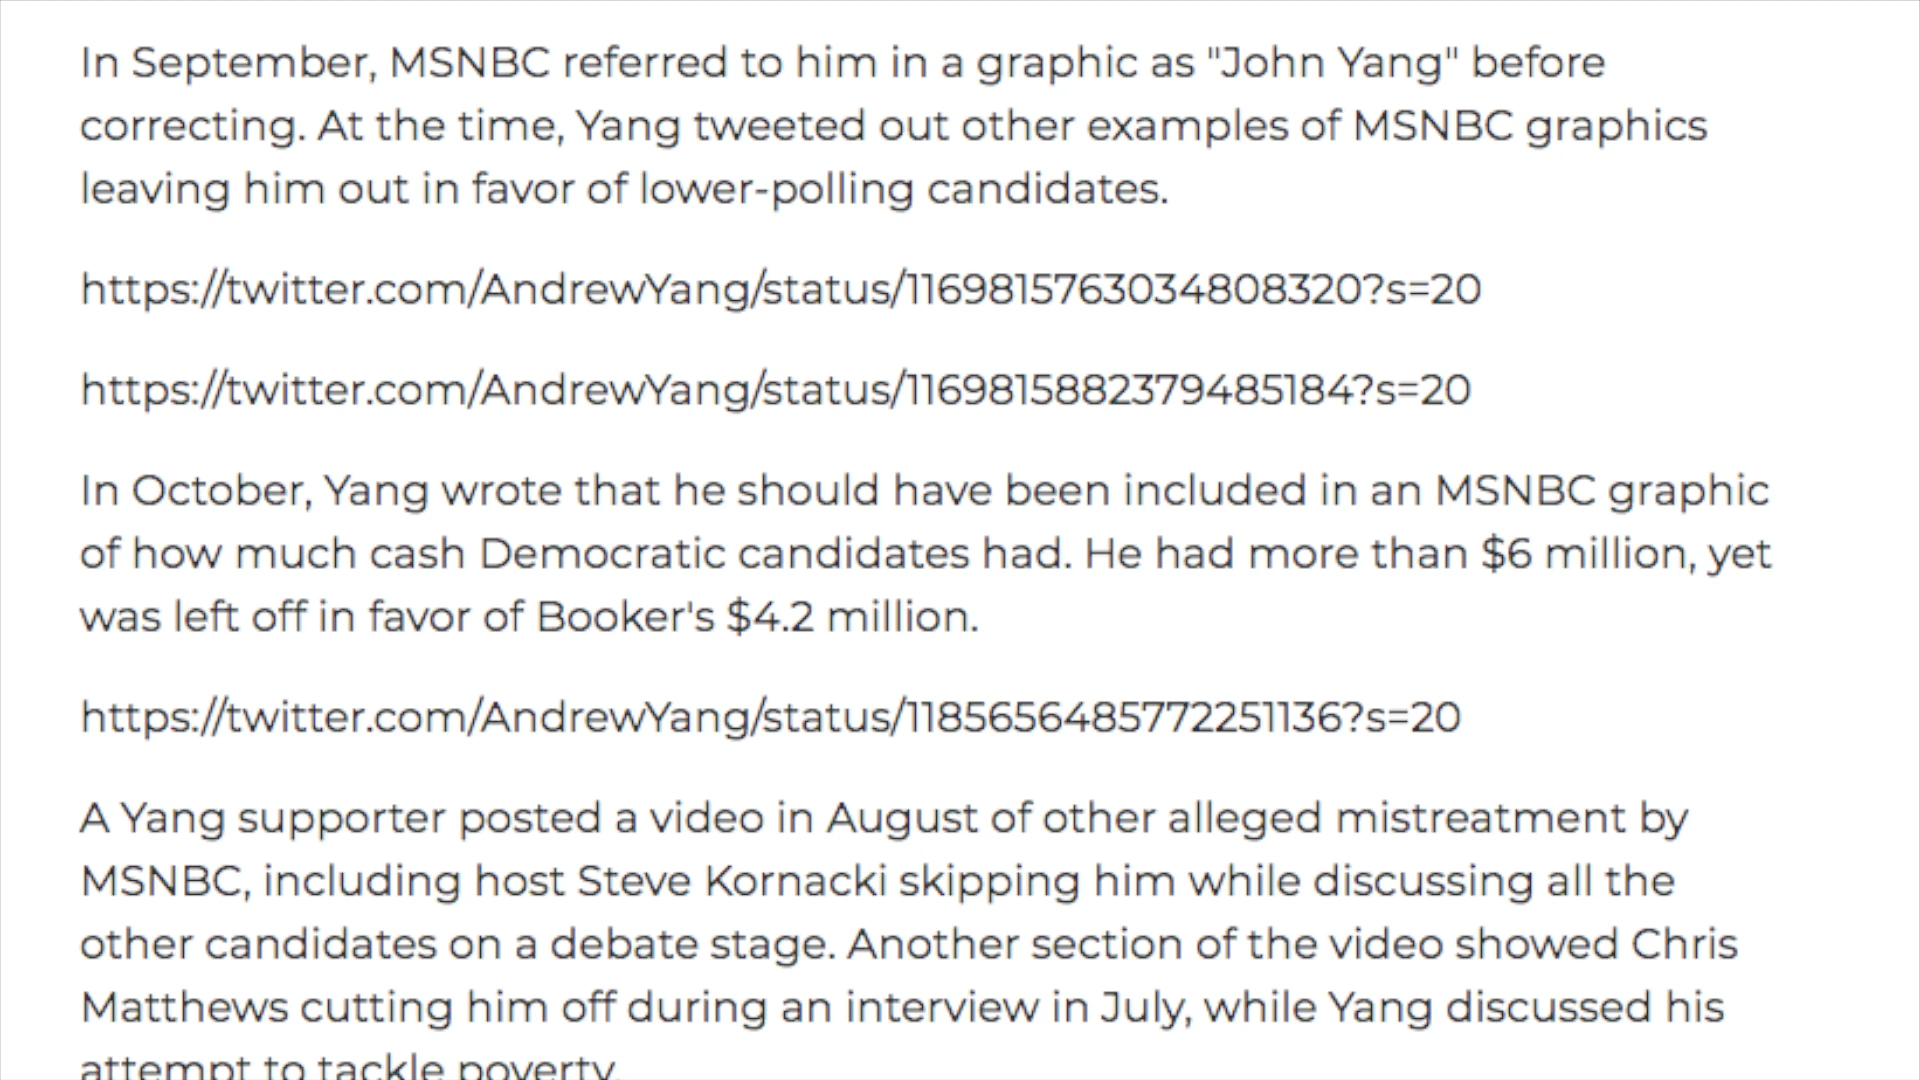 In September, MSNBC referred to him in a graphic as "John Yang" before
correcting. At the time, Yang tweeted out other examples of MSNBC graphics
leaving him out in favor of lower-polling candidates.
https://twitter.com/AndrewYang/status/1169815763034808320?s=20
https://twitter.com/AndrewYang/status/1169815882379485184?s=20
In October, Yang wrote that he should have been included in an MSNBC graphic
of how much cash Democratic candidates had. He had more than $6 million, yet
was left off in favor of Booker's $4.2 million.
https://twitter.com/AndrewYang/status/1185656485772251136?s=20
A Yang supporter posted a video in August of other alleged mistreatment by
MSNBC, including host Steve Kornacki skipping him while discussing all the
other candidates on a debate stage. Another section of the video showed Chris
Matthews cutting him off during an interview in July, while Yang discussed his
attempt to tackle poverty.